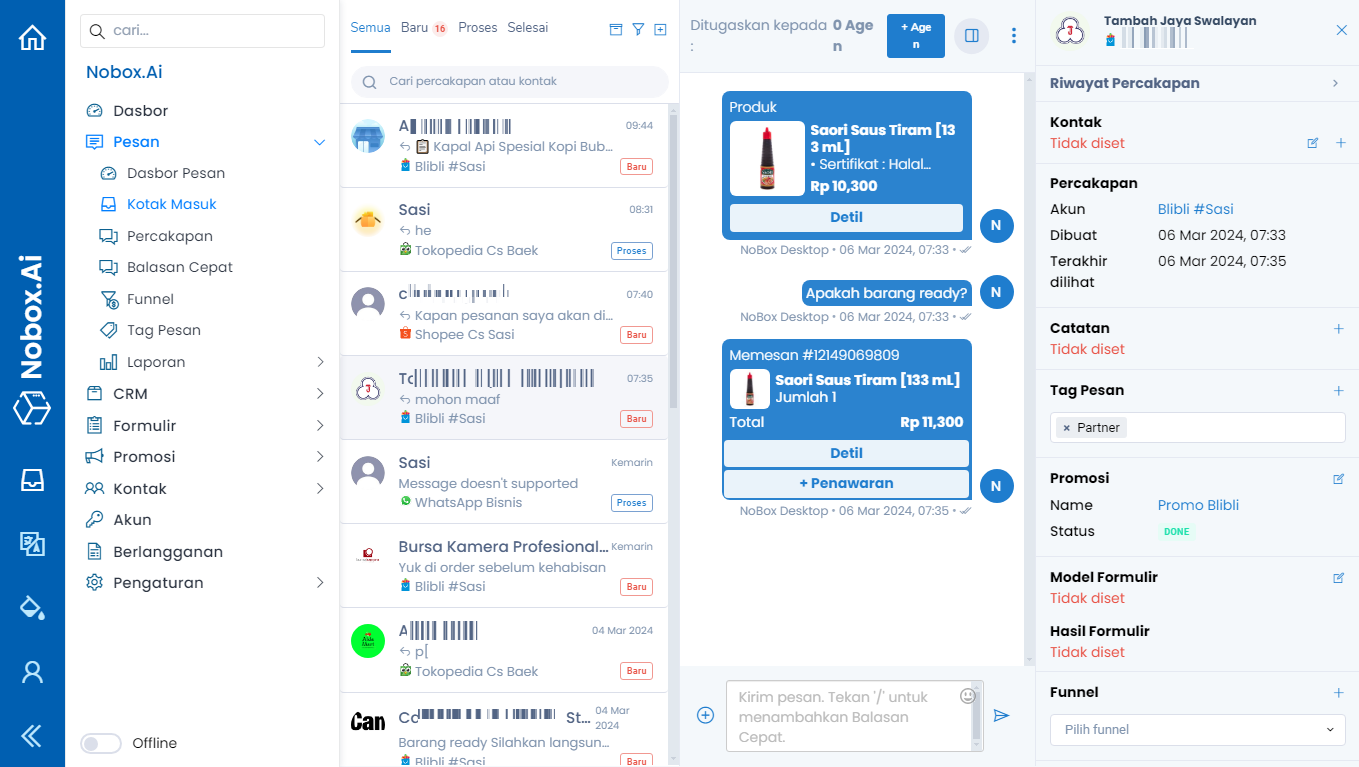 Nobox.Ai
cari...
Nobox.Ai
Dasbor
Pesan
Dasbor Pesan
Kotak Masuk
Percakapan
Balasan Cepat
Funnel
Tag Pesan
Laporan
CRM
Formulir
Promosi
Kontak
Akun
Berlangganan
Pengaturan
Offline
Semua Baru 16 Proses Selesai
Cari percakapan atau kontak
A 09:44
Kapal Api Spesial Kopi Bub...
Blibli #Sasi Baru
Sasi 08:31
he
Tokopedia Cs Baek Proses
c 07:40
Kapan pesanan saya akan di...
Shopee Cs Sasi Baru
07:35
mohon maaf
Blibli #Sasi Baru
Sasi Kemarin
Message doesn't supported
WhatsApp Bisnis Proses
Bursa Kamera Profesional... Kemarin
Yuk di order sebelum kehabisan
Blibli #Sasi Baru
A 04 Mar 2024
p[
Tokopedia Cs Baek Baru
Can
St... 04 Mar
2024
Barang ready Silahkan langsun...
Blibli #Sasi Baru
Ditugaskan kepada 0 Age
: n
+ Age
n
Produk
Saori Saus Tiram [13
3 mL]
• Sertifikat : Halal...
Rp 10,300
Detil
N
NoBox Desktop • 06 Mar 2024, 07:33 •
Apakah barang ready?
N
NoBox Desktop • 06 Mar 2024, 07:33 •
Memesan #12149069809
Saori Saus Tiram [133 mL]
Jumlah 1
Total Rp 11,300
Detil
+ Penawaran
N
NoBox Desktop • 06 Mar 2024, 07:35 •
Kirim pesan. Tekan '/' untuk
menambahkan Balasan
Cepat.
Tambah Jaya Swalayan
Riwayat Percakapan
Kontak
Tidak diset
Percakapan
Akun Blibli #Sasi
Dibuat 06 Mar 2024, 07:33
Terakhir 06 Mar 2024, 07:35
dilihat
Catatan
Tidak diset
Tag Pesan
× Partner
Promosi
Name Promo Blibli
Status DONE
Model Formulir
Tidak diset
Hasil Formulir
Tidak diset
Funnel
Pilih funnel